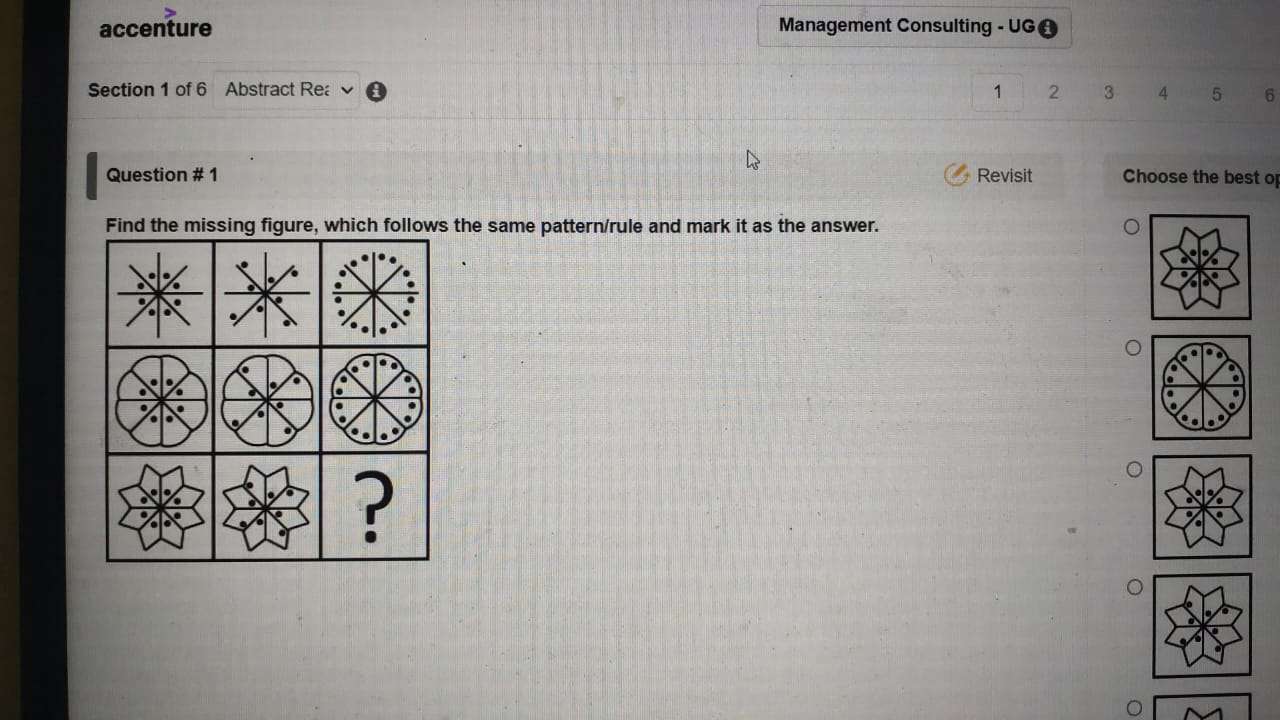 accenture
Management Consulting - UG
Section 1 of 6
Abstract Rea
1 2 3 4 5 6
Question # 1
Revisit
Choose the best op
Find the missing figure, which follows the same pattern/rule and mark it as the answer.
?